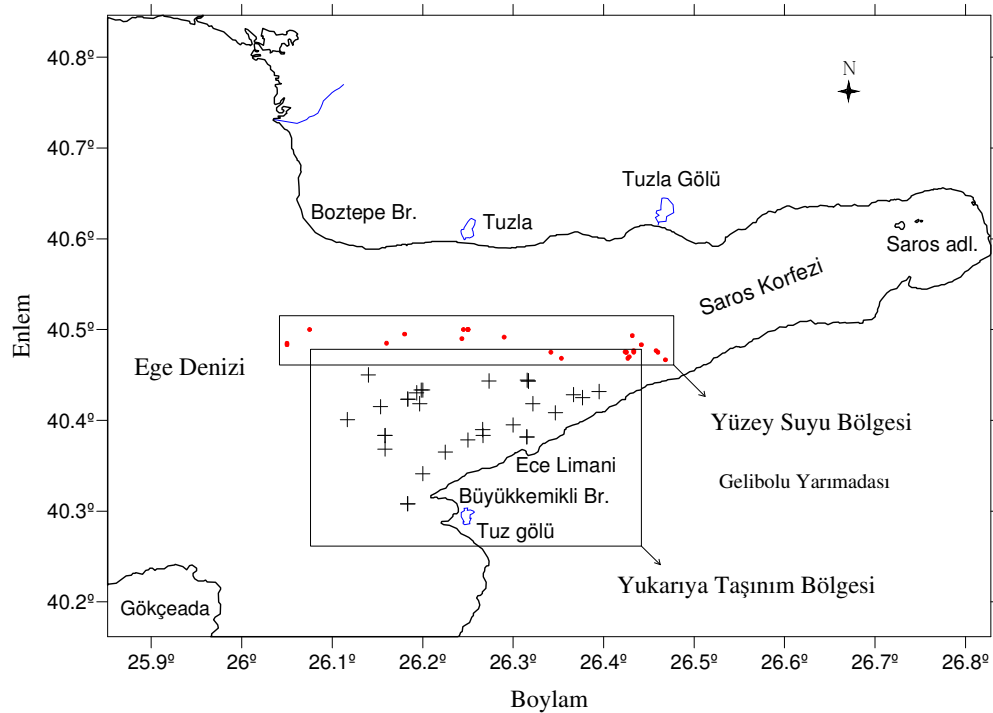 40.8º
40.7º
40.6º
40.5º
40.4º
40.3º
40.2º
Enlem
N
Tuzla Gölü
Boztepe Br.
Tuzla
Saros adl.
Saros Korfezi
Ege Denizi
Yüzey Suyu Bölgesi
Ece Limani
Gelibolu Yarımadası
Büyükkemikli Br.
Tuz gölü
Yukarıya Taşınım Bölgesi
Gökçeada
25.9º 26º 26.1º 26.2º 26.3º 26.4º 26.5º 26.6º 26.7º 26.8º
Boylam